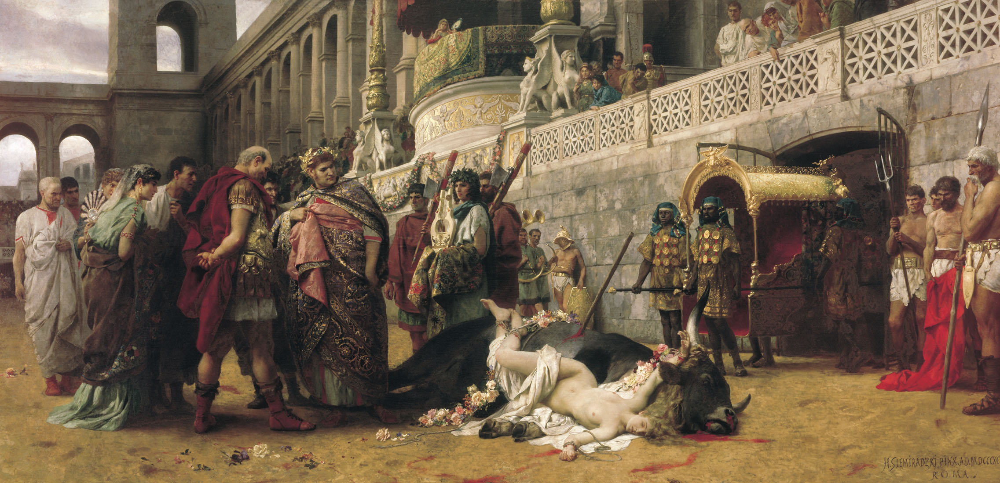 H. SIEMIRADZKI PINX. A.D. MDCCCXC
ROMA.